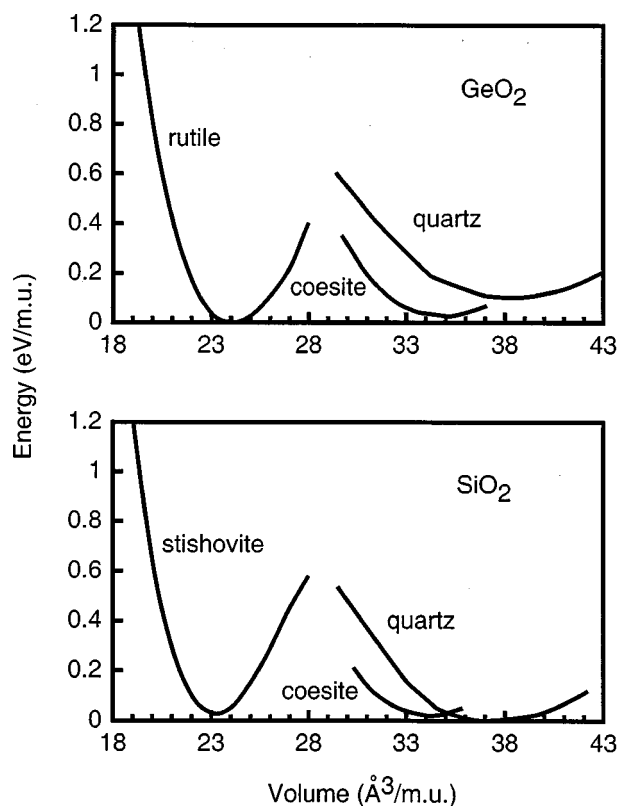 1.2
1
0.8
0.6
0.4
0.2
0
GeO2
rutile
quartz
coesite
18 23 28 33 38 43
Energy (eV/m.u.)
1.2
1
0.8
0.6
0.4
0.2
0
SiO2
stishovite
quartz
coesite
18 23 28 33 38 43
Volume (Å3/m.u.)